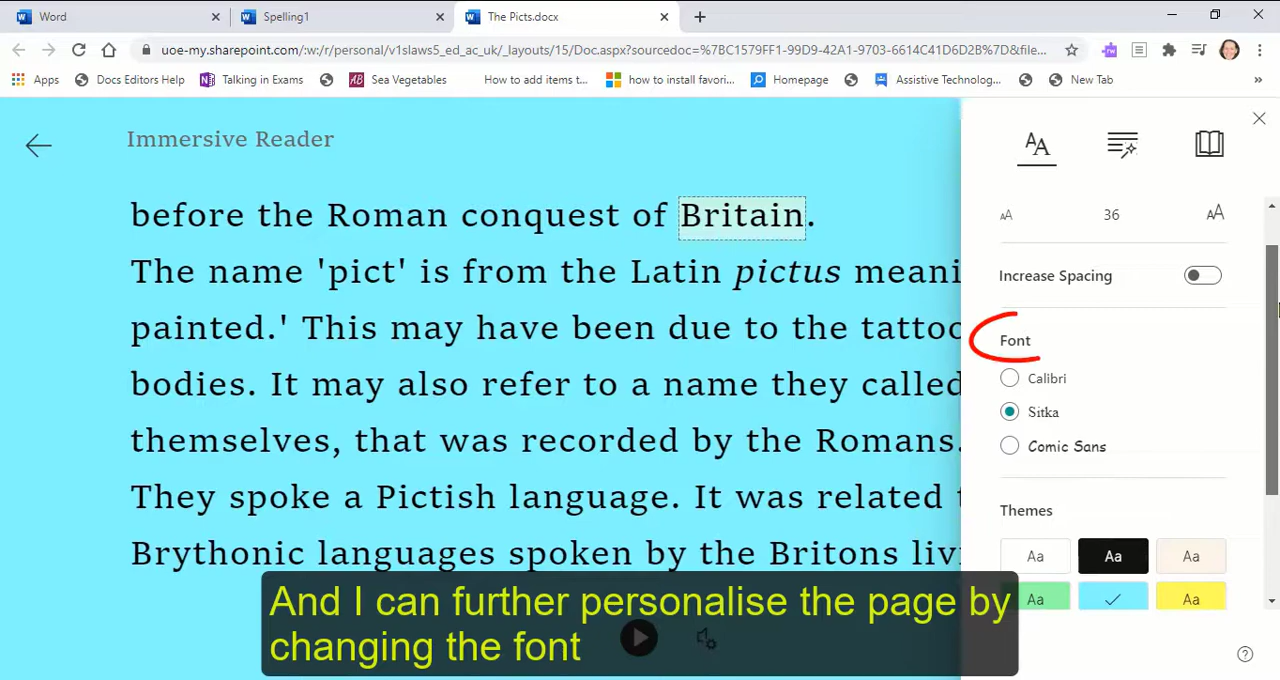 Word
Spelling1
The Picts.docx
uoe-my.sharepoint.com/:w:/r/personal/v1slaws5_ed_ac_uk/_layouts/15/Doc.aspx?sourcedoc=%7BC1579FF1-99D9-42A1-9703-6614C41D6D2B%7D&file...
Apps
Docs Editors Help
Talking in Exams
Sea Vegetables
How to add items t...
how to install favori...
Homepage
Assistive Technolog...
New Tab
Immersive Reader
before the Roman conquest of Britain.
The name 'pict' is from the Latin pictus meani
painted.' This may have been due to the tattoo
bodies. It may also refer to a name they called
themselves, that was recorded by the Romans.
They spoke a Pictish language. It was related t
Brythonic languages spoken by the Britons livi
AA
AA 36 AA
Increase Spacing
Font
Calibri
Sitka
Comic Sans
Themes
Aa Aa Aa
Aa Aa
And I can further personalise the page by
changing the font